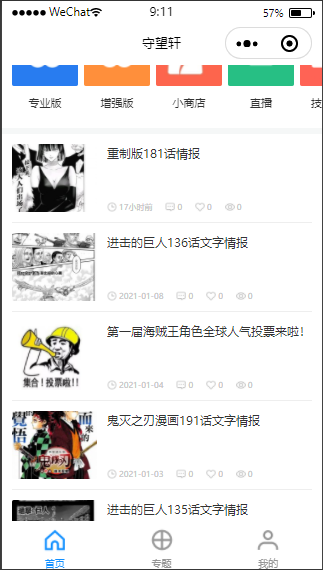 WeChat
9:11
57%
守望轩
专业版
增强版
小商店
直播
技
重制版181话情报
17小时前 0 0 0
进击的巨人136话文字情报
2021-01-08 0 0 0
第一届海贼王角色全球人气投票来啦!
集合！投票啦!!
2021-01-04 0 0 0
鬼灭之刃漫画191话文字情报
2021-01-03 0 0 0
进击的巨人135话文字情报
首页
专题
我的